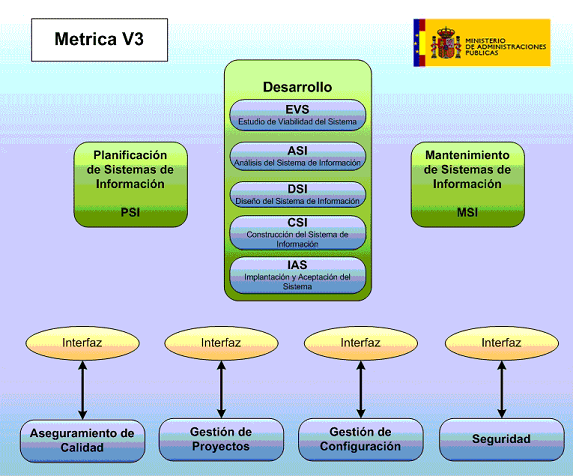 Metrica V3
MINISTERIO
DE ADMINISTRACIONES
PÚBLICAS
Desarrollo
EVS
Estudio de Viabilidad del Sistema
ASI
Análisis del Sistema de Información
DSI
Diseño del Sistema de Información
CSI
Construcción del Sistema de
Información
IAS
Implantación y Aceptación del
Sistema
Planificación
de Sistemas de
Información
PSI
Mantenimiento
de Sistemas de
Información
MSI
Interfaz
Interfaz
Interfaz
Interfaz
Aseguramiento de
Calidad
Gestión de
Proyectos
Gestión de
Configuración
Seguridad